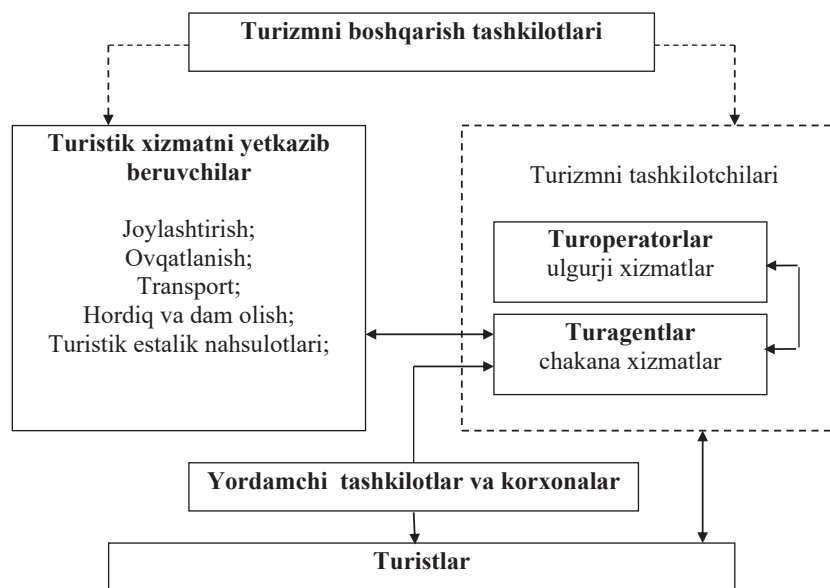 Turizmni boshqarish tashkilotlari
Turistik xizmatni yetkazib
beruvchilar
Joylashtirish;
Ovqatlanish;
Transport;
Hordiq va dam olish;
Turistik estalik nahsulotlari;
Turizmni tashkilotchilari
Turoperatorlar
ulgurji xizmatlar
Turagentlar
chakana xizmatlar
Yordamchi tashkilotlar va korxonalar
Turistlar